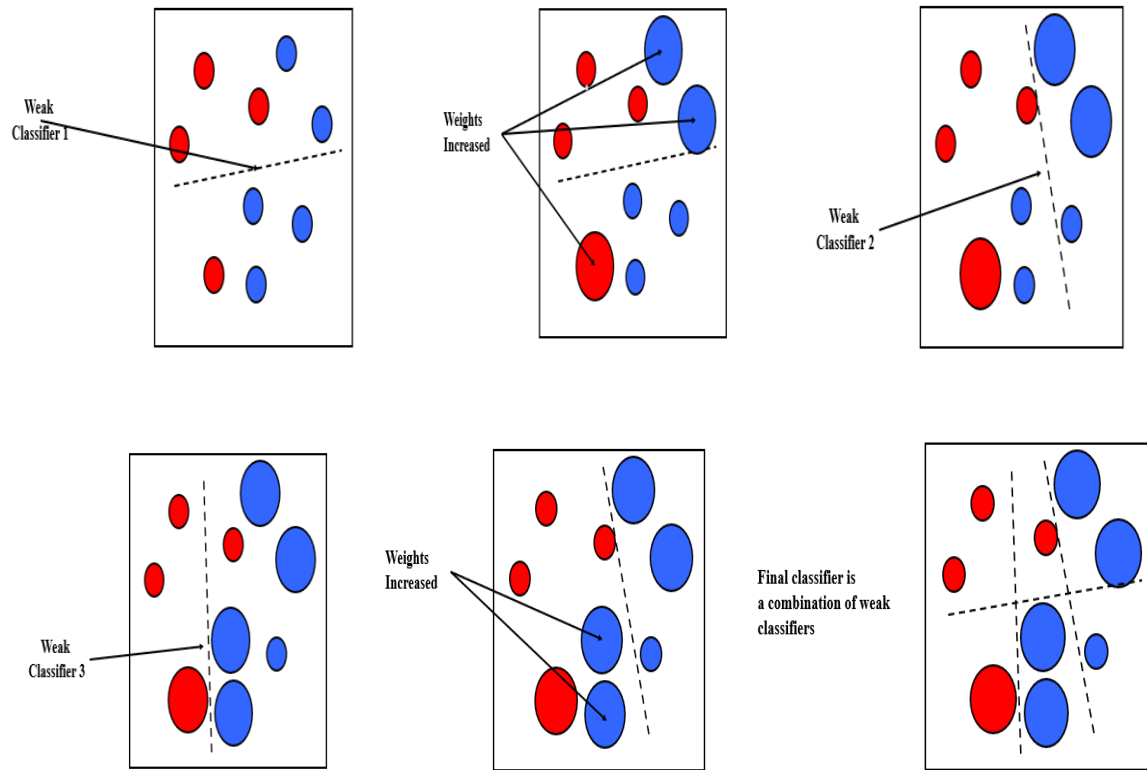 Weak
Classifier 1
Weights
Increased
Weak
Classifier 2
Weak
Classifier 3
Weights
Increased
Final classifier is
a combination of weak
classifiers